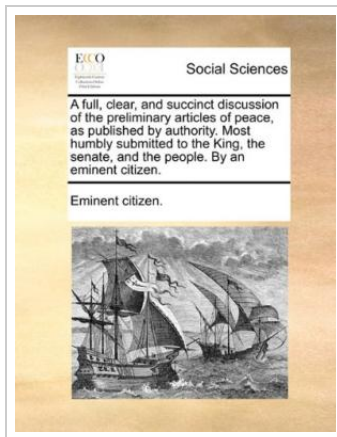 ECCO
Social Sciences
A full, clear, and succinct discussion
of the preliminary articles of peace,
as published by authority. Most
humbly submitted to the King, the
senate, and the people. By an
eminent citizen.
Eminent citizen.